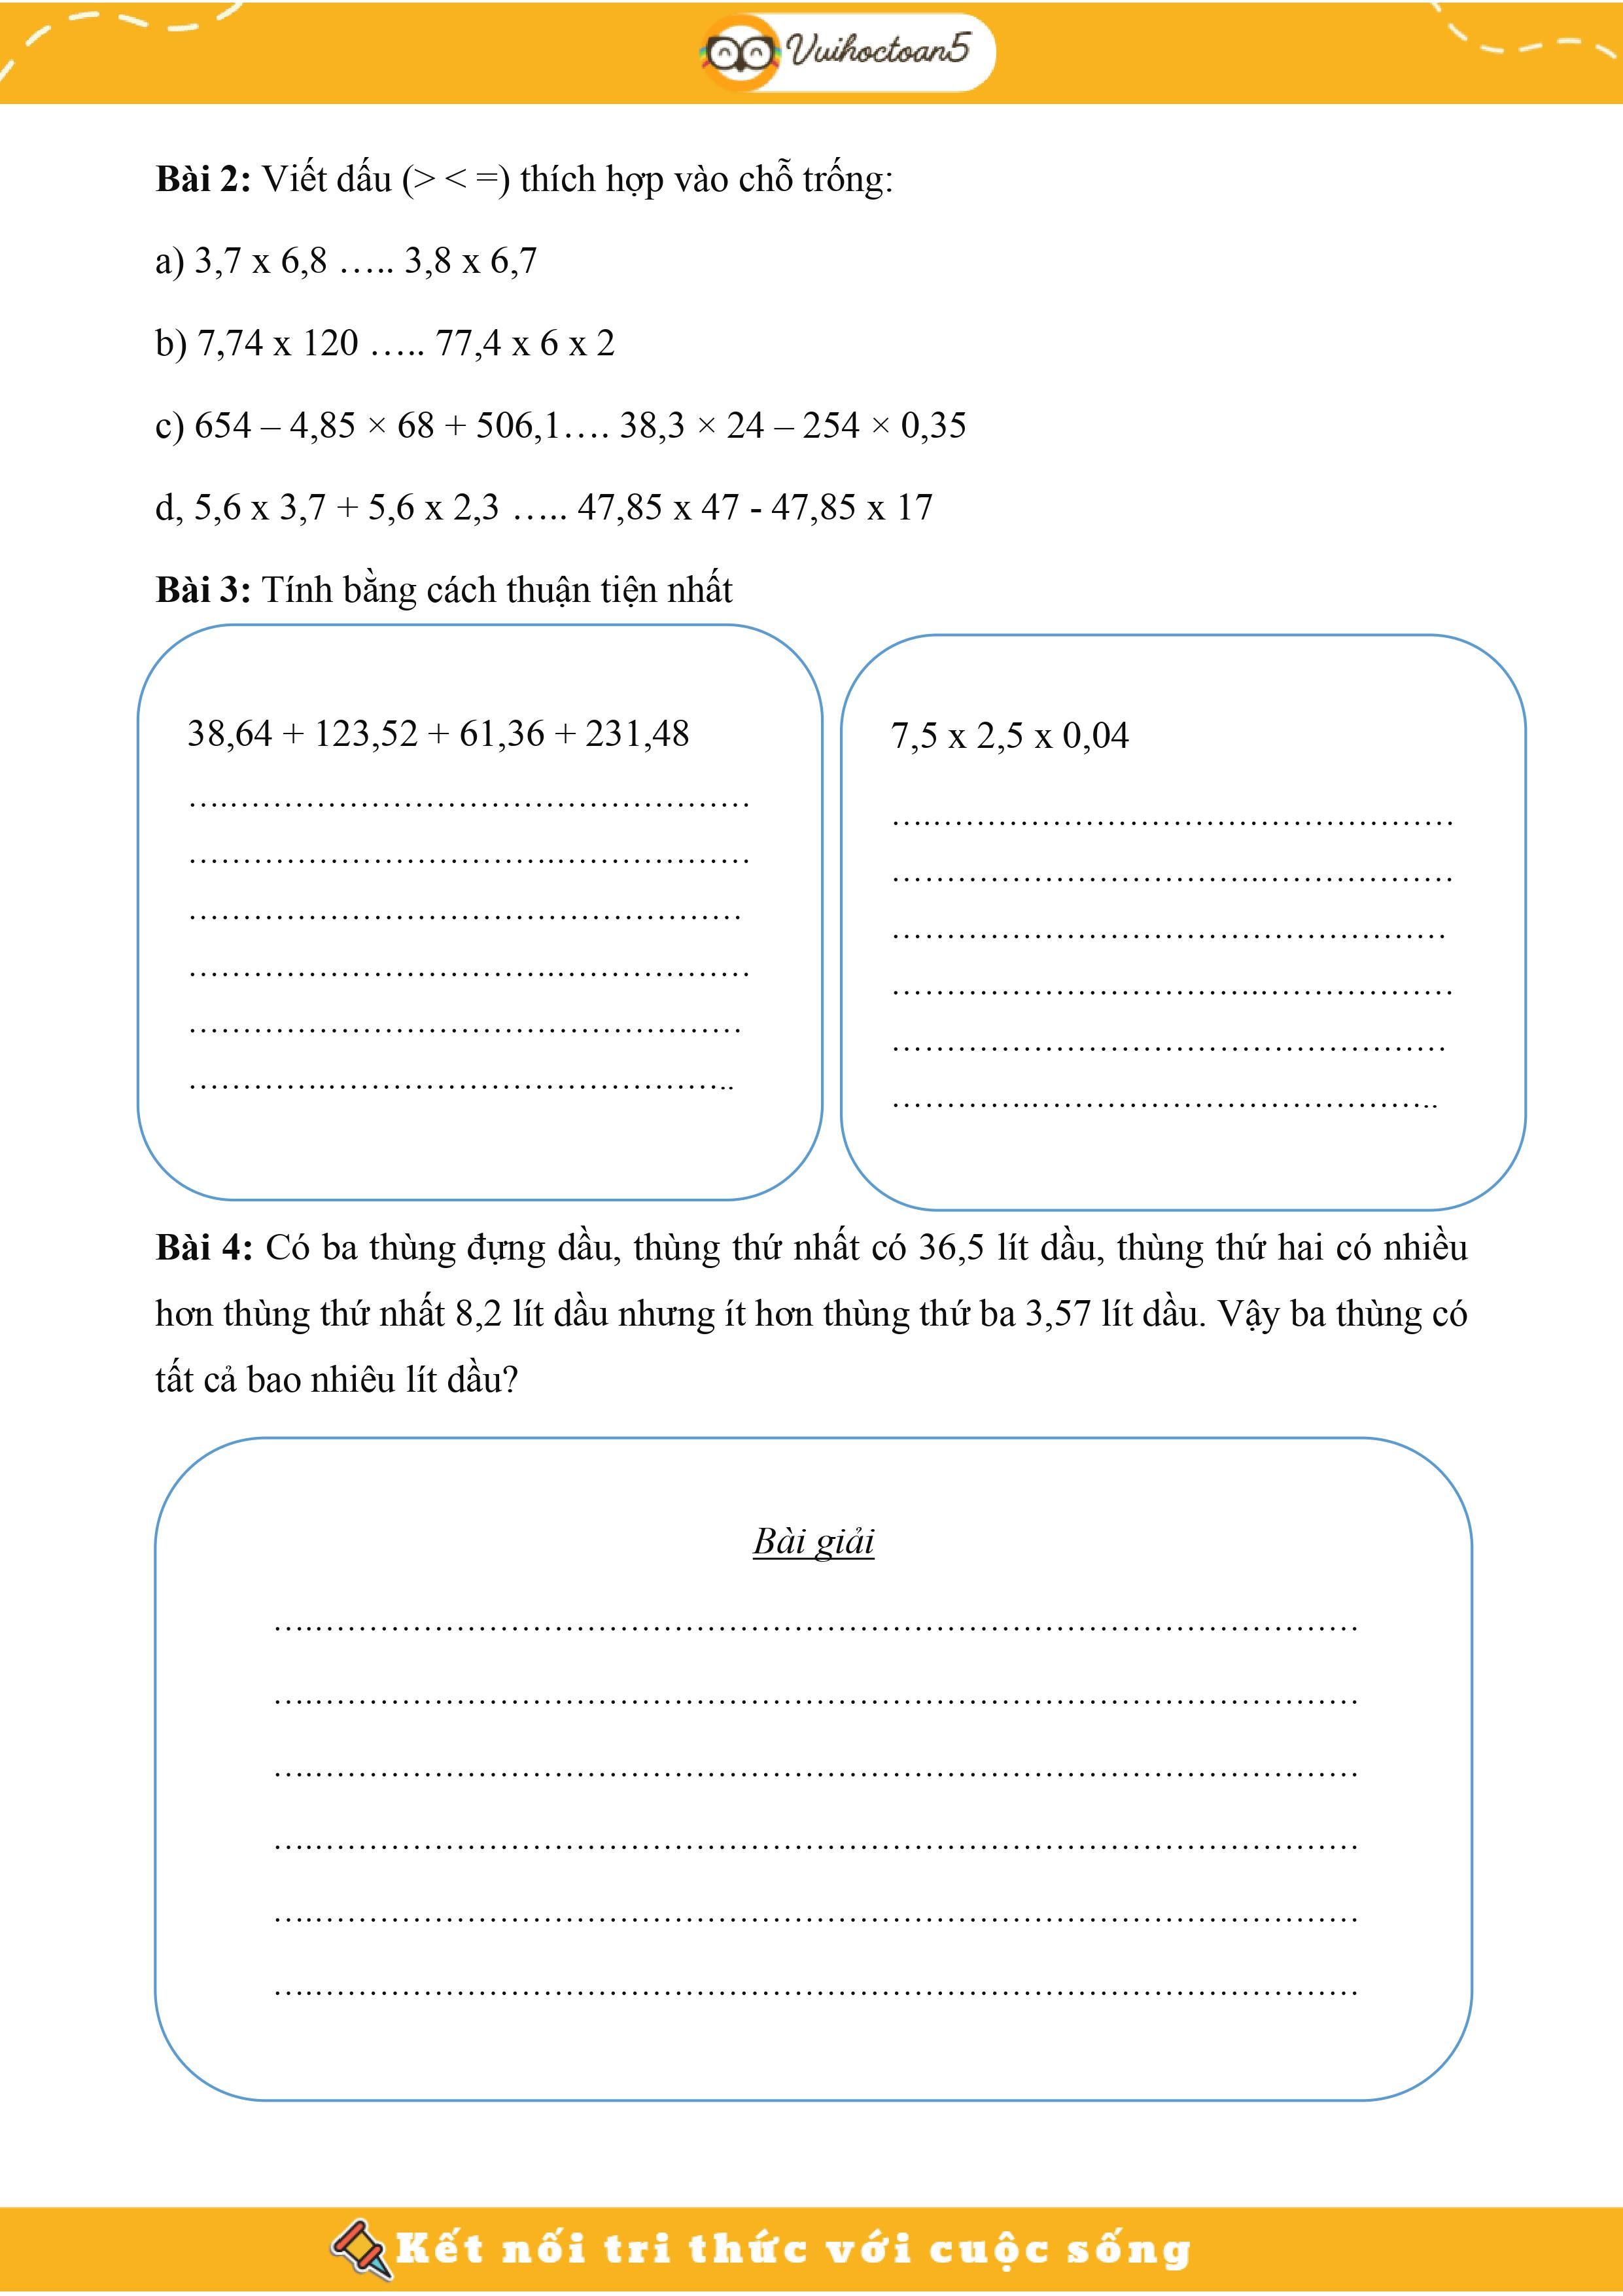 Vuihoctoan5
Bài 2: Viết dấu (> < =) thích hợp vào chỗ trống:
a) 3,7 x 6,8 ….. 3,8 x 6,7
b) 7,74 x 120 ….. 77,4 x 6 x 2
c) 654 – 4,85 × 68 + 506,1…. 38,3 × 24 – 254 × 0,35
d, 5,6 x 3,7 + 5,6 x 2,3 ….. 47,85 x 47 - 47,85 x 17
Bài 3: Tính bằng cách thuận tiện nhất
38,64 + 123,52 + 61,36 + 231,48
7,5 x 2,5 x 0,04
Bài 4: Có ba thùng đựng dầu, thùng thứ nhất có 36,5 lít dầu, thùng thứ hai có nhiều
hơn thùng thứ nhất 8,2 lít dầu nhưng ít hơn thùng thứ ba 3,57 lít dầu. Vậy ba thùng có
tất cả bao nhiêu lít dầu?
Bài giải
Kết nối tri thức với cuộc sống